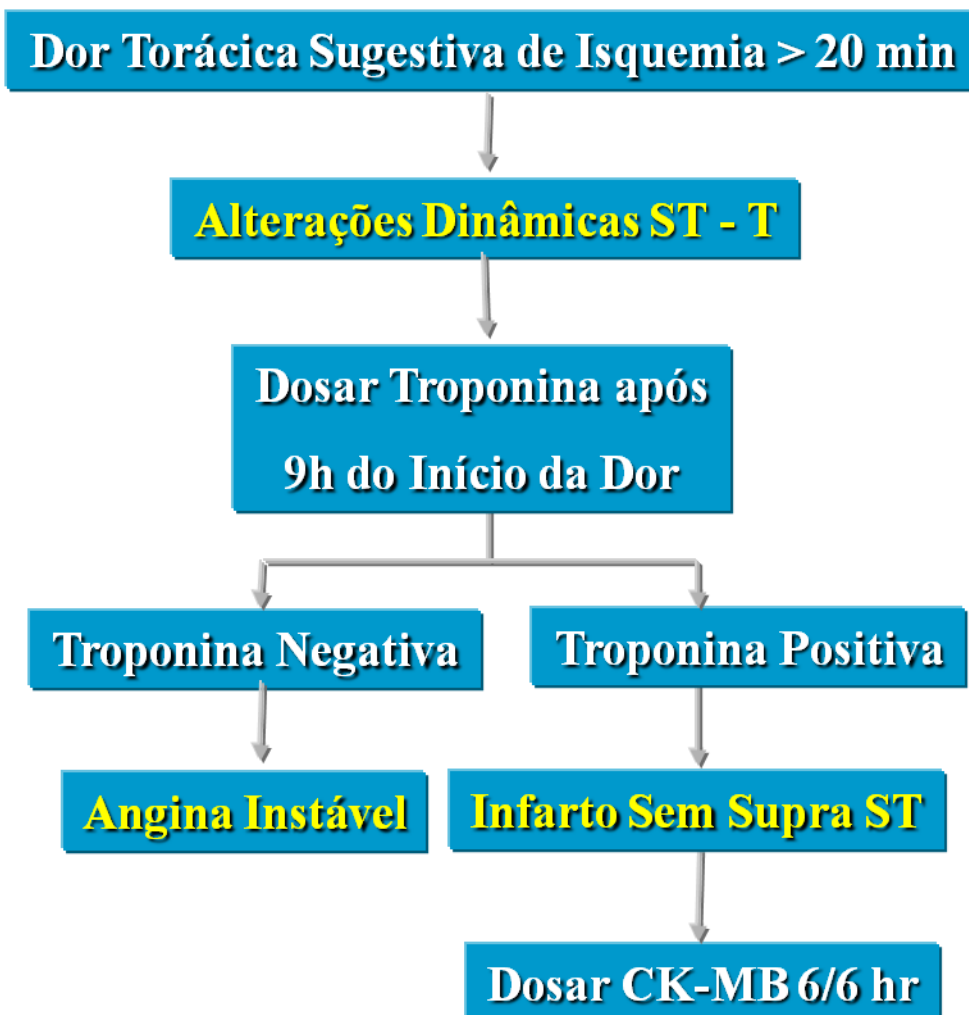 Dor Torácica Sugestiva de Isquemia > 20 min
Alterações Dinâmicas ST - T
Dosar Troponina após
9h do Início da Dor
Troponina Negativa
Troponina Positiva
Angina Instável
Infarto Sem Supra ST
Dosar CK-MB 6/6 hr